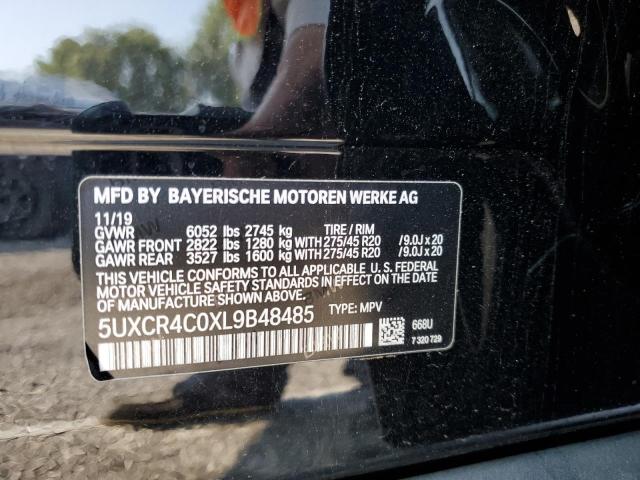 MFD BY BAYERISCHE MOTOREN WERKE AG
11/19
GVWR 6052 lbs 2745 kg TIRE / RIM
GAWR FRONT 2822 lbs 1280 kg WITH 275/45 R20 /9.0J x 20
GAWR REAR 3527 lbs 1600 kg WITH 275/45 R20 /9.0J x 20
THIS VEHICLE CONFORMS TO ALL APPLICABLE U.S. FEDERAL
MOTOR VEHICLE SAFETY STANDARDS IN EFFECT ON THE DATE
OF MANUFACTURE SHOWN ABOVE.
5UXCR4C0XL9B48485 TYPE: MPV
668U
7 320 729